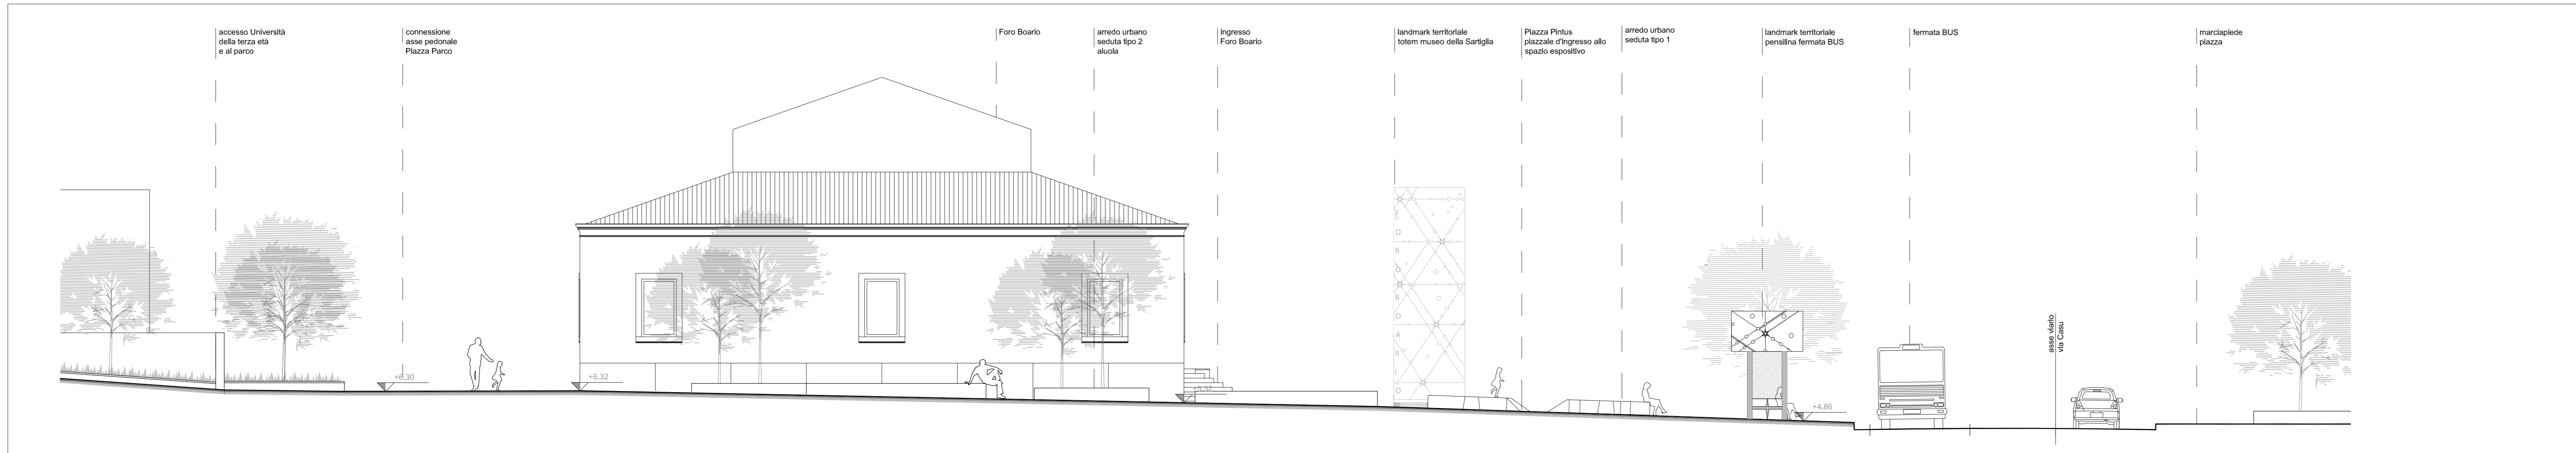 accesso Università
della terza età
e al parco
connessione
asse pedonale
Piazza Parco
Foro Boario
arredo urbano
seduta tipo 2
aiuola
ingresso
Foro Boario
landmark territoriale
totem museo della Sartiglia
Piazza Pintus
piazzale d'ingresso allo
spazio espositivo
arredo urbano
seduta tipo 1
landmark territoriale
pensilina fermata BUS
fermata BUS
marciapiede
piazza
FORO BOARIO
asse viario
via Casu
+6.30
+6.32
+4.86